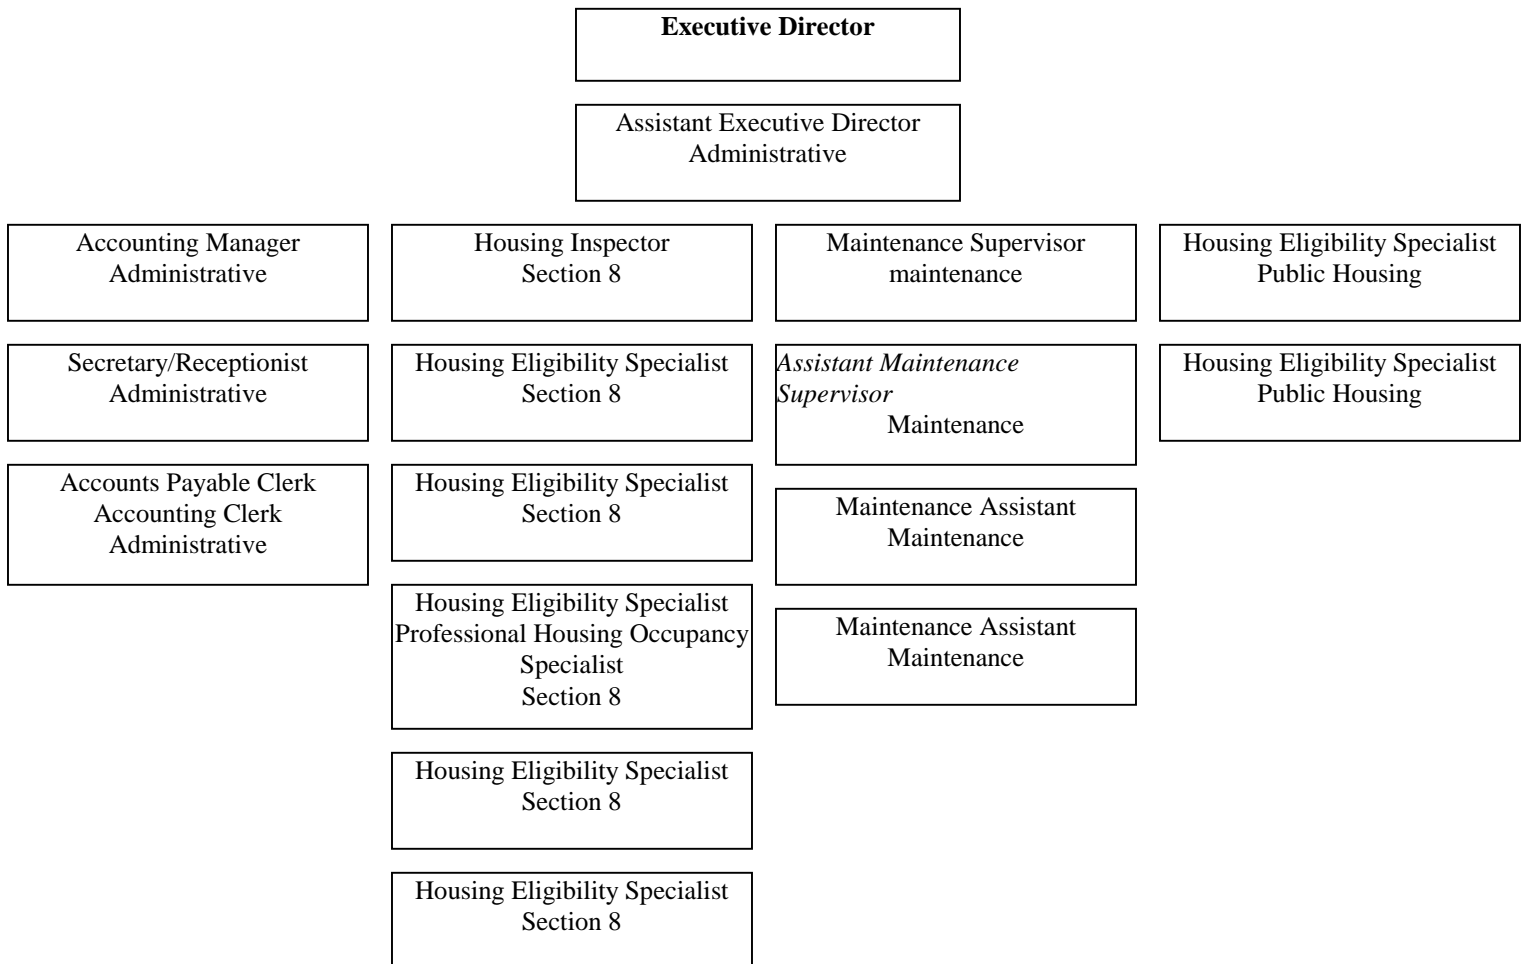 Executive Director
Assistant Executive Director
Administrative
Accounting Manager
Administrative
Housing Inspector
Section 8
Maintenance Supervisor
maintenance
Housing Eligibility Specialist
Public Housing
Secretary/Receptionist
Administrative
Housing Eligibility Specialist
Section 8
Assistant Maintenance
Supervisor
Maintenance
Housing Eligibility Specialist
Public Housing
Accounts Payable Clerk
Accounting Clerk
Administrative
Housing Eligibility Specialist
Section 8
Maintenance Assistant
Maintenance
Housing Eligibility Specialist
Professional Housing Occupancy
Specialist
Section 8
Maintenance Assistant
Maintenance
Housing Eligibility Specialist
Section 8
Housing Eligibility Specialist
Section 8